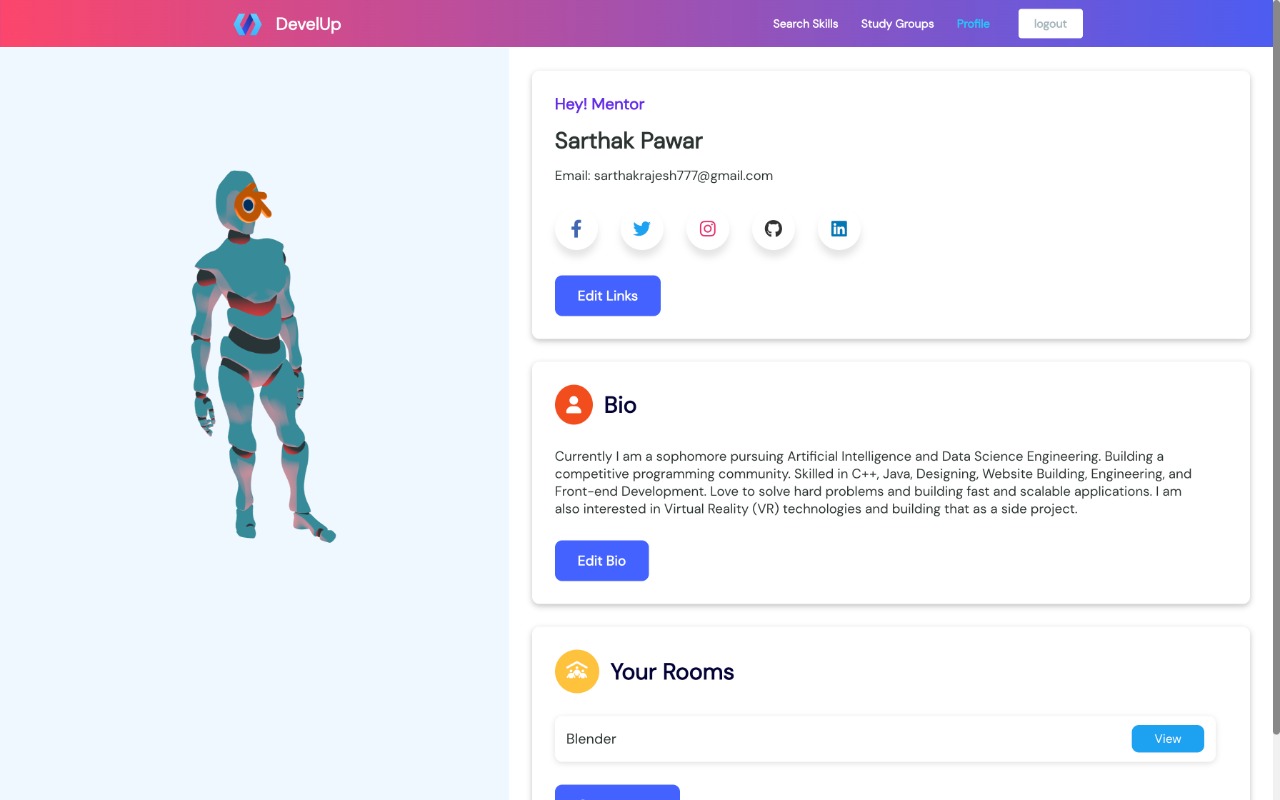 DevelUp
Search Skills
Study Groups
Profile
logout
Hey! Mentor
Sarthak Pawar
Email: sarthakrajesh777@gmail.com
Edit Links
Bio
Currently I am a sophomore pursuing Artificial Intelligence and Data Science Engineering. Building a
competitive programming community. Skilled in C++, Java, Designing, Website Building, Engineering, and
Front-end Development. Love to solve hard problems and building fast and scalable applications. I am
also interested in Virtual Reality (VR) technologies and building that as a side project.
Edit Bio
Your Rooms
Blender
View